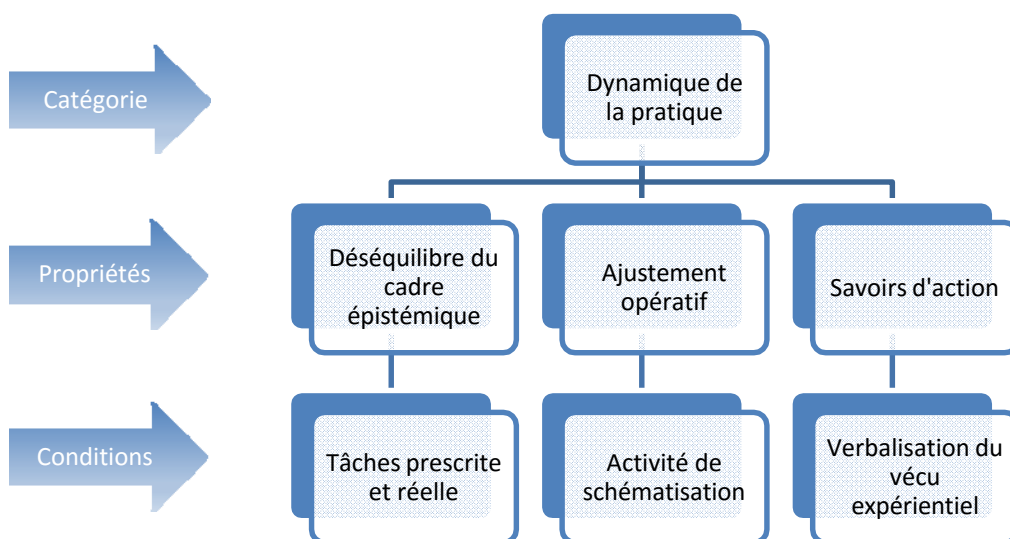 Catégorie
Dynamique de
la pratique
Propriétés
Déséquilibre du
cadre
épistémique
Ajustement
opératif
Savoirs d'action
Conditions
Tâches prescrite
et réelle
Activité de
schématisation
Verbalisation du
vécu
expérientiel